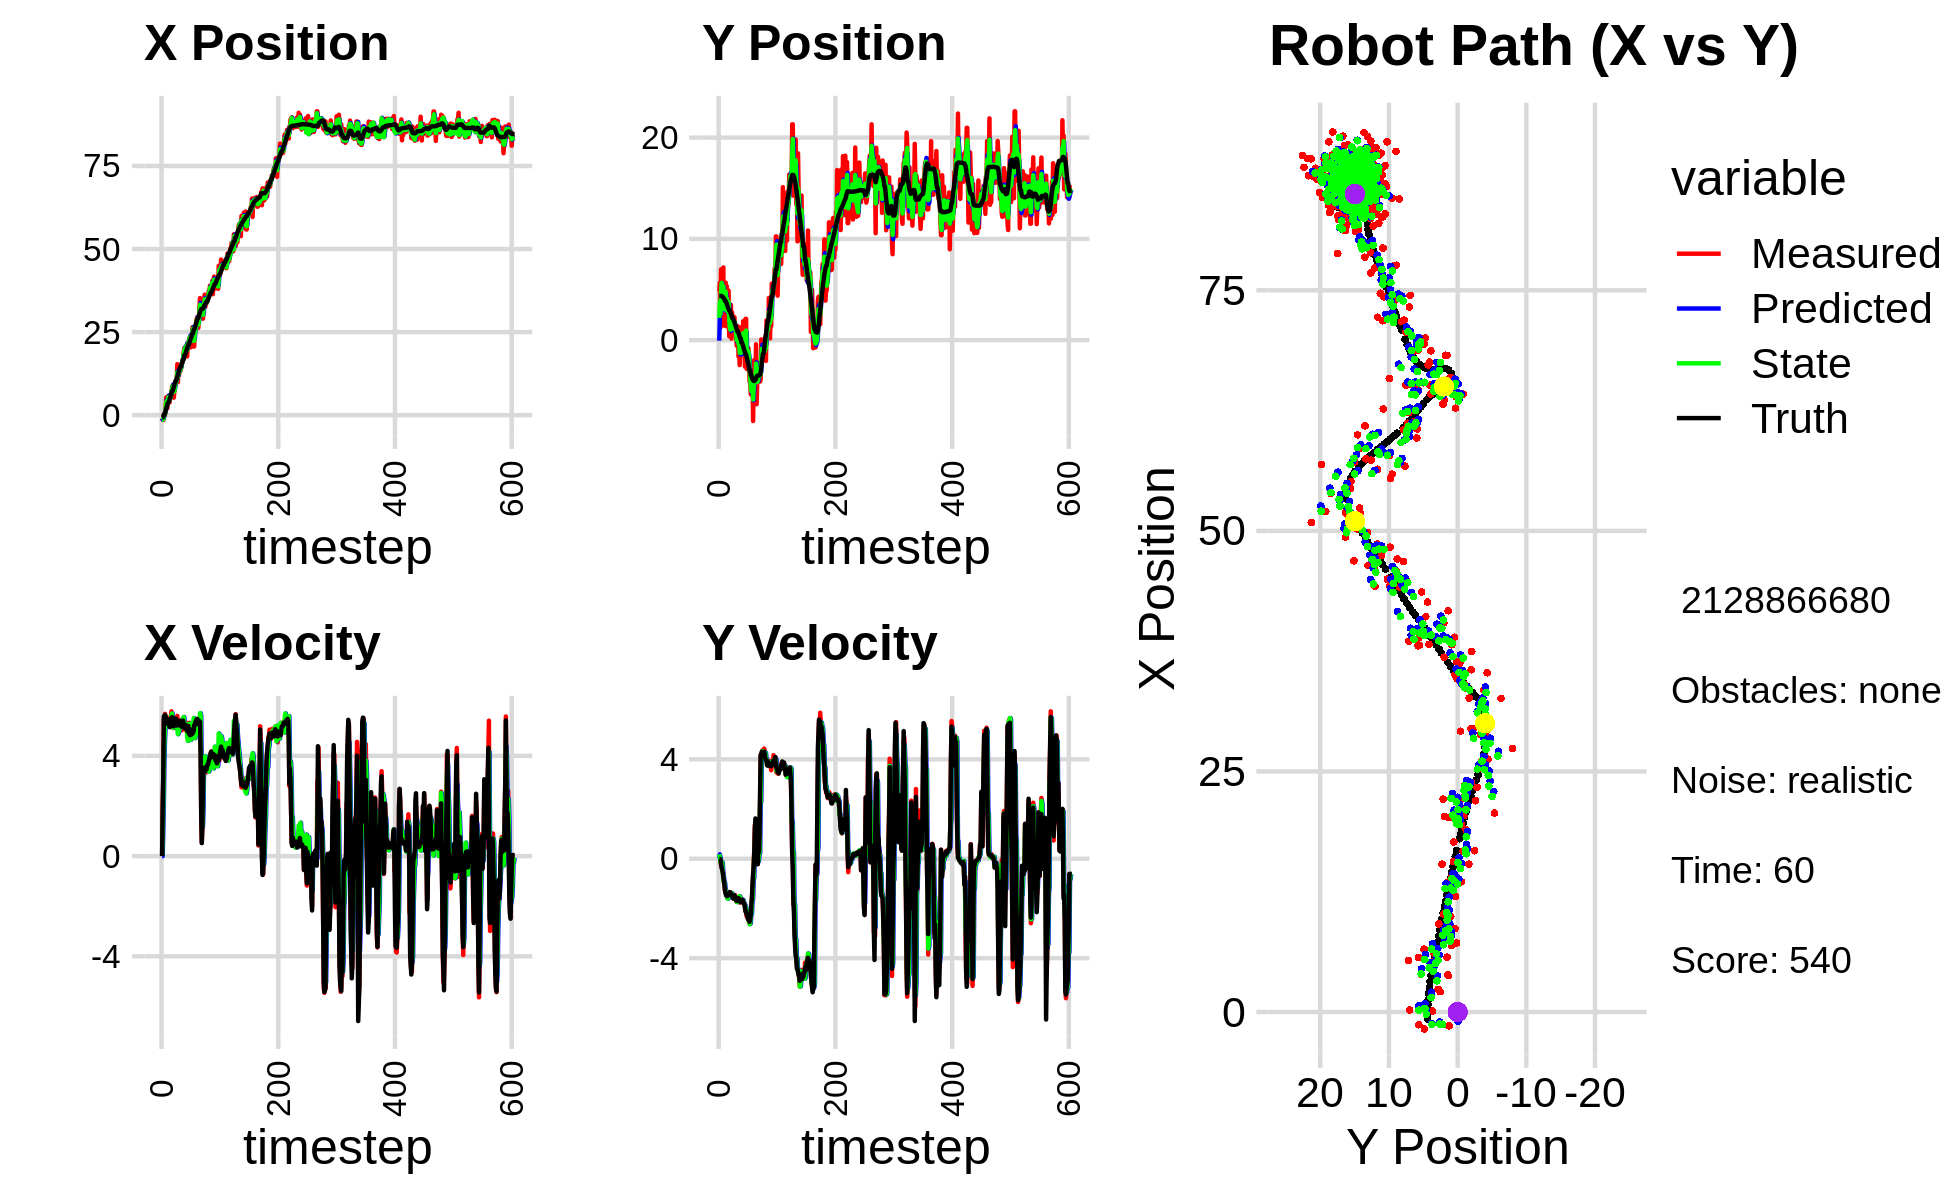 X Position
75
50
25
0
0
200
400
600
timestep
Y Position
20
10
0
0
200
400
600
timestep
X Velocity
4
0
-4
0
200
400
600
timestep
Y Velocity
4
0
-4
0
200
400
600
timestep
Robot Path (X vs Y)
X Position
75
50
25
0
20 10 0 -10 -20
Y Position
variable
Measured
Predicted
State
Truth
2128866680
Obstacles: none
Noise: realistic
Time: 60
Score: 540